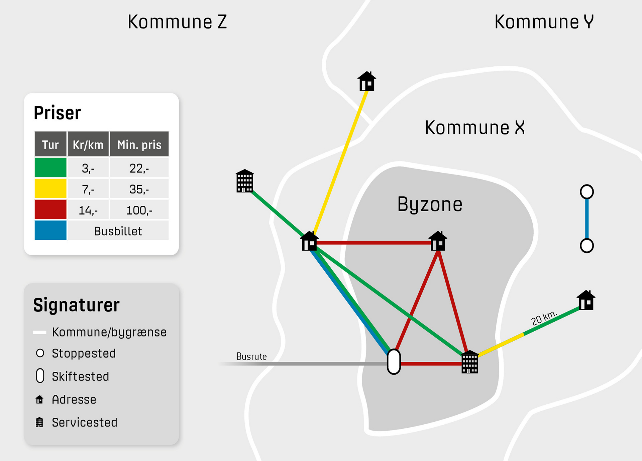 Kommune Z
Kommune Y
Kommune X
Byzone
Priser
Tur Kr/km Min. pris
3,- 22,-
7,- 35,-
14,- 100,-
Busbillet
Signaturer
Kommune/bygrænse
Stoppested
Skiftested
Adresse
Servicested
Busrute
20 km.